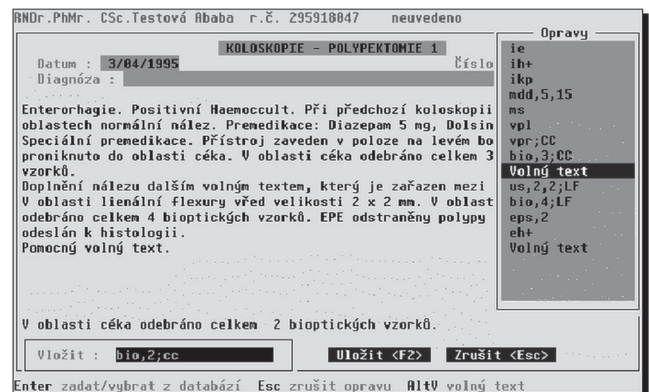 RNDr.PhMr. CSc.Testová Ababa r.č. 295918047 neuvedeno
KOLOSKOPIE – POLYPEKTOMIE 1
Datum : 3/04/1995 Číslo
Diagnóza :
Enterorhagie. Positivní Haemoccult. Při předchozí koloskopii
oblastech normální nález. Premedikace: Diazepam 5 mg, Dolsin
Speciální premedikace. Přístroj zaveden v poloze na levém bo
proniknuto do oblasti céka. V oblasti céka odebráno celkem 3
vzorků.
Doplnění nálezu dalším volným textem, který je zařazen mezi
V oblasti lienální flexury vřed velikosti 2 x 2 mm. V oblast
odebráno celkem 4 bioptických vzorků. EPE odstraněny polypy
odeslán k histologii.
Pomocný volný text.
V oblasti céka odebráno celkem 2 bioptických vzorků.
Vložit : bio,2;cc
Uložit <F2> Zrušit <Esc>
Opravy
ie
ih+
ikp
mdd,5,15
ms
vpl
vpr;CC
bio,3;CC
Volný text
us,2,2;LF
bio,4;LF
eps,2
eh+
Volný text
Enter zadat/vybrat z databází Esc zrušit opravu AltV volný text